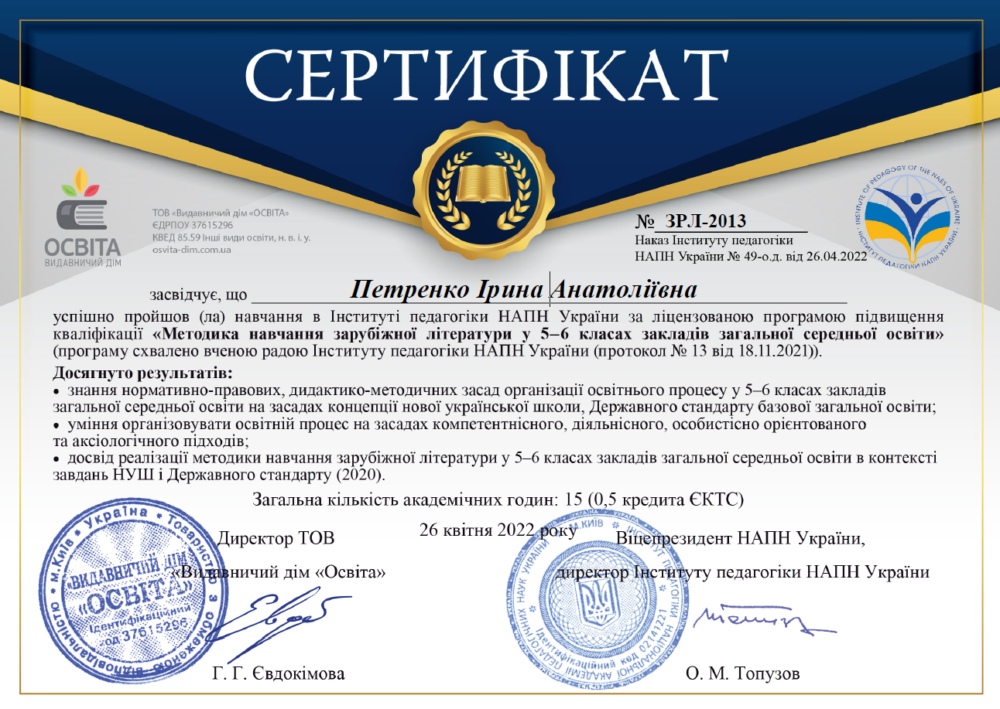 СЕРТИФІКАТ
ОСВІТА
ВИДАВНИЧИЙ ДІМ
ТОВ «Видавничий дім «ОСВІТА»
ЄДРПОУ 37615296
КВЕД 85.59 Інші види освіти, н. в. і. у.
osvita-dim.com.ua
№ ЗРЛ-2013
Наказ Інституту педагогіки
НАПН України № 49-о.д. від 26.04.2022
INSTITUTE OF PEDAGOGY OF THE NAES OF UKRAINE
ІНСТИТУТ ПЕДАГОГІКИ НАПН УКРАЇНИ
засвідчує, що Петренко Ірина Анатоліївна
успішно пройшов (ла) навчання в Інституті педагогіки НАПН України за ліцензованою програмою підвищення
кваліфікації «Методика навчання зарубіжної літератури у 5–6 класах закладів загальної середньої освіти»
(програму схвалено вченою радою Інституту педагогіки НАПН України (протокол № 13 від 18.11.2021)).
Досягнуто результатів:
• знання нормативно-правових, дидактико-методичних засад організації освітнього процесу у 5–6 класах закладів
загальної середньої освіти на засадах концепції нової української школи, Державного стандарту базової загальної освіти;
• уміння організовувати освітній процес на засадах компетентнісного, діяльнісного, особистісно орієнтованого
та аксіологічного підходів;
• досвід реалізації методики навчання зарубіжної літератури у 5–6 класах закладів загальної середньої освіти в контексті
завдань НУШ і Державного стандарту (2020).
Загальна кількість академічних годин: 15 (0,5 кредита ЄКТС)
26 квітня 2022 року
Директор ТОВ
«Видавничий дім «Освіта»
Г. Г. Євдокімова
Віцепрезидент НАПН України,
директор Інституту педагогіки НАПН України
О. М. Топузов
м.Київ * Україна * Товариство з обмеженою відповідальністю *
«ВИДАВНИЧИЙ ДІМ
«ОСВІТА»
Ідентифікаційний
код 37615296
М.КИЇВ * ІНСТИТУТ ПЕДАГОГІКИ НАЦІОНАЛЬНОЇ АКАДЕМІЇ ПЕДАГОГІЧНИХ НАУК УКРАЇНИ *
Ідентифікаційний код 02141221